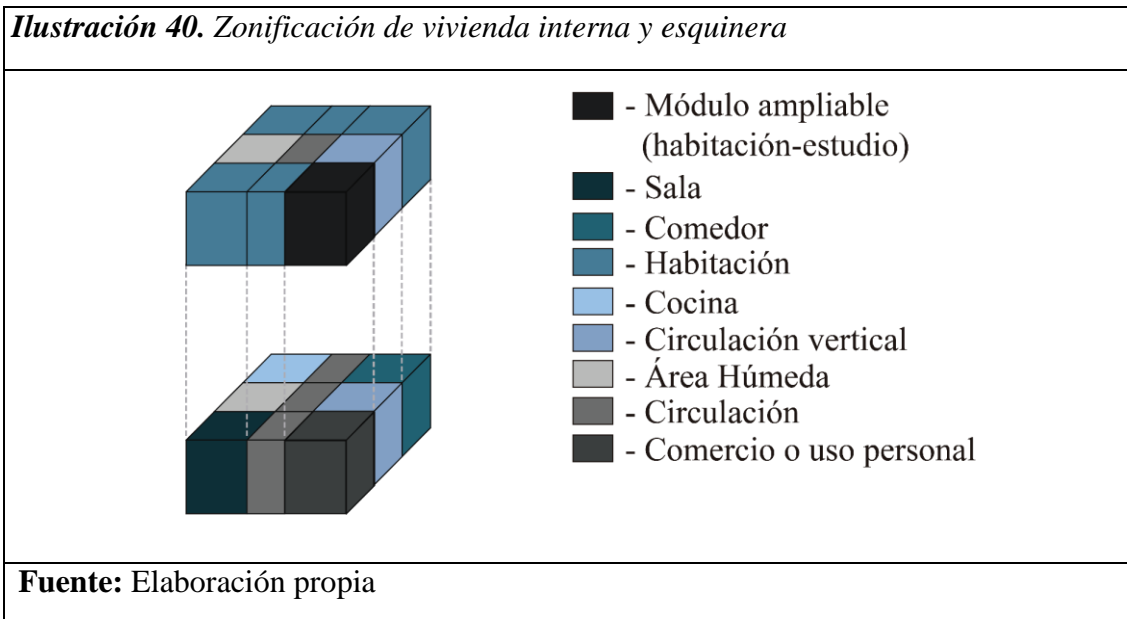 Ilustración 40. Zonificación de vivienda interna y esquinera
- Módulo ampliable
(habitación-estudio)
- Sala
- Comedor
- Habitación
- Cocina
- Circulación vertical
- Área Húmeda
- Circulación
- Comercio o uso personal
Fuente: Elaboración propia